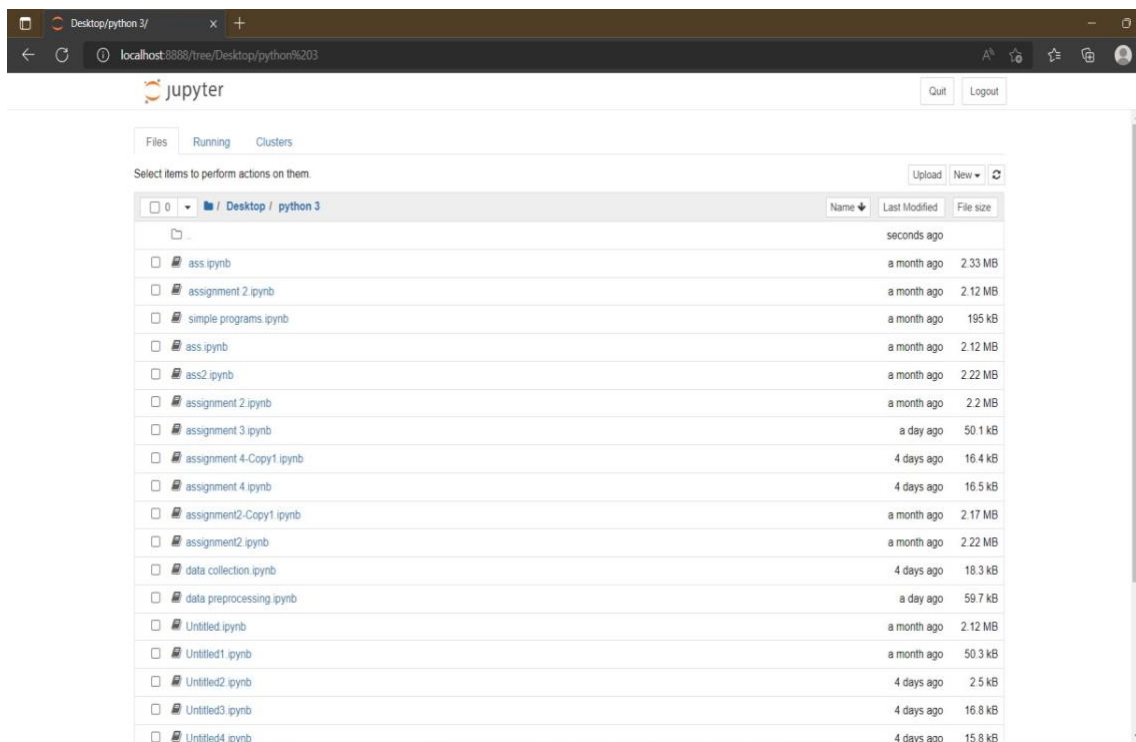 Desktop/python 3/
localhost:8888/tree/Desktop/python%203
jupyter
Quit Logout
Files Running Clusters
Select items to perform actions on them.
Upload New
0 / Desktop / python 3 Name Last Modified File size
.. seconds ago
ass.ipynb a month ago 2.33 MB
assignment 2.ipynb a month ago 2.12 MB
simple programs.ipynb a month ago 195 kB
ass.ipynb a month ago 2.12 MB
ass2.ipynb a month ago 2.22 MB
assignment 2.ipynb a month ago 2.2 MB
assignment 3.ipynb a day ago 50.1 kB
assignment 4-Copy1.ipynb 4 days ago 16.4 kB
assignment 4.ipynb 4 days ago 16.5 kB
assignment2-Copy1.ipynb a month ago 2.17 MB
assignment2.ipynb a month ago 2.22 MB
data collection.ipynb 4 days ago 18.3 kB
data preprocessing.ipynb a day ago 59.7 kB
Untitled.ipynb a month ago 2.12 MB
Untitled1.ipynb a month ago 50.3 kB
Untitled2.ipynb 4 days ago 2.5 kB
Untitled3.ipynb 4 days ago 16.8 kB
Untitled4.ipynb 4 days ago 15.8 kB